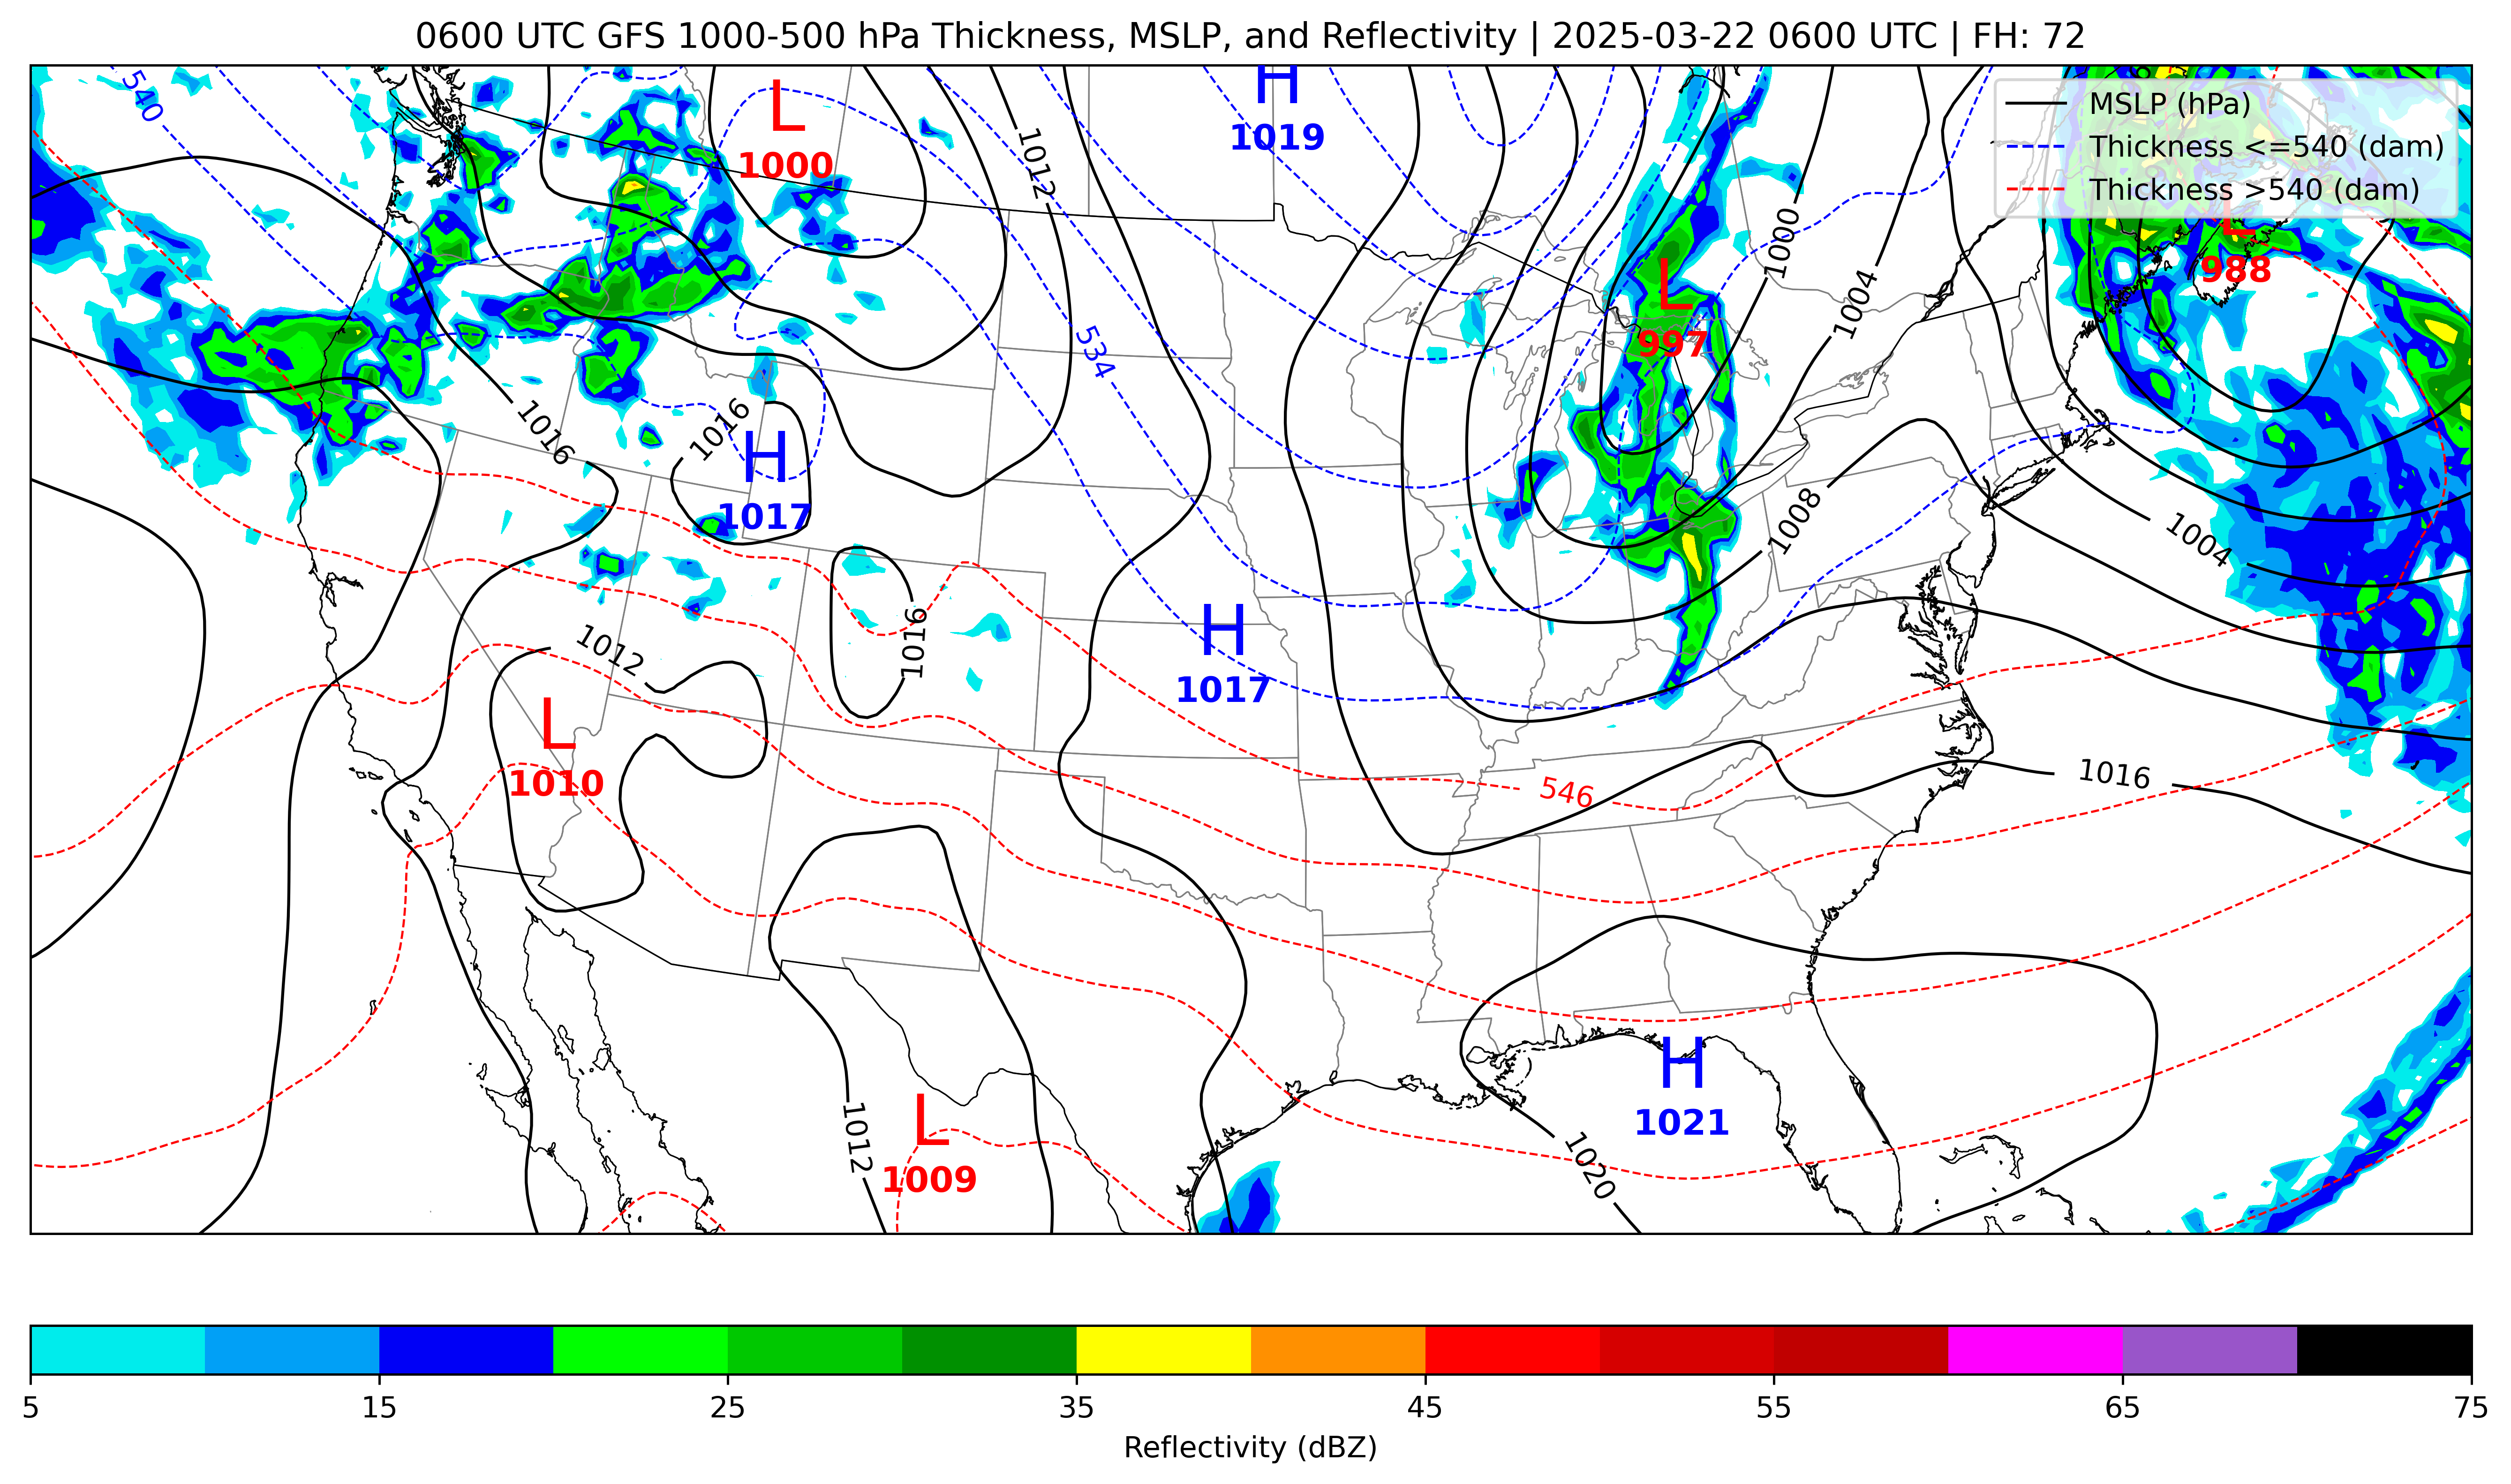 0600 UTC GFS 1000-500 hPa Thickness, MSLP, and Reflectivity | 2025-03-22 0600 UTC | FH: 72
MSLP (hPa)
Thickness <=540 (dam)
Thickness >540 (dam)
540
L
1000
1012
H
1019
1000
L
988
L
997
1004
534
1016
1016
H
1017
1008
1004
1012
1016
H
1017
L
1010
546
1016
H
1021
1012
L
1009
1020
5 15 25 35 45 55 65 75
Reflectivity (dBZ)